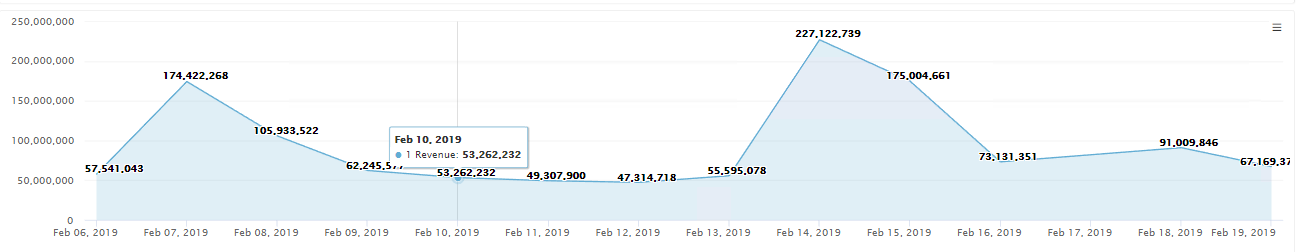 250,000,000
200,000,000
150,000,000
100,000,000
50,000,000
0
227,122,739
174,422,268
175,004,661
105,933,522
Feb 10, 2019
1 Revenue: 53,262,232
57,541,043
53,262,232
49,307,900
47,314,718
55,595,078
73,131,351
91,009,846
Feb 06, 2019
Feb 07, 2019
Feb 08, 2019
Feb 09, 2019
Feb 10, 2019
Feb 11, 2019
Feb 12, 2019
Feb 13, 2019
Feb 14, 2019
Feb 15, 2019
Feb 16, 2019
Feb 17, 2019
Feb 18, 2019
Feb 19, 2019